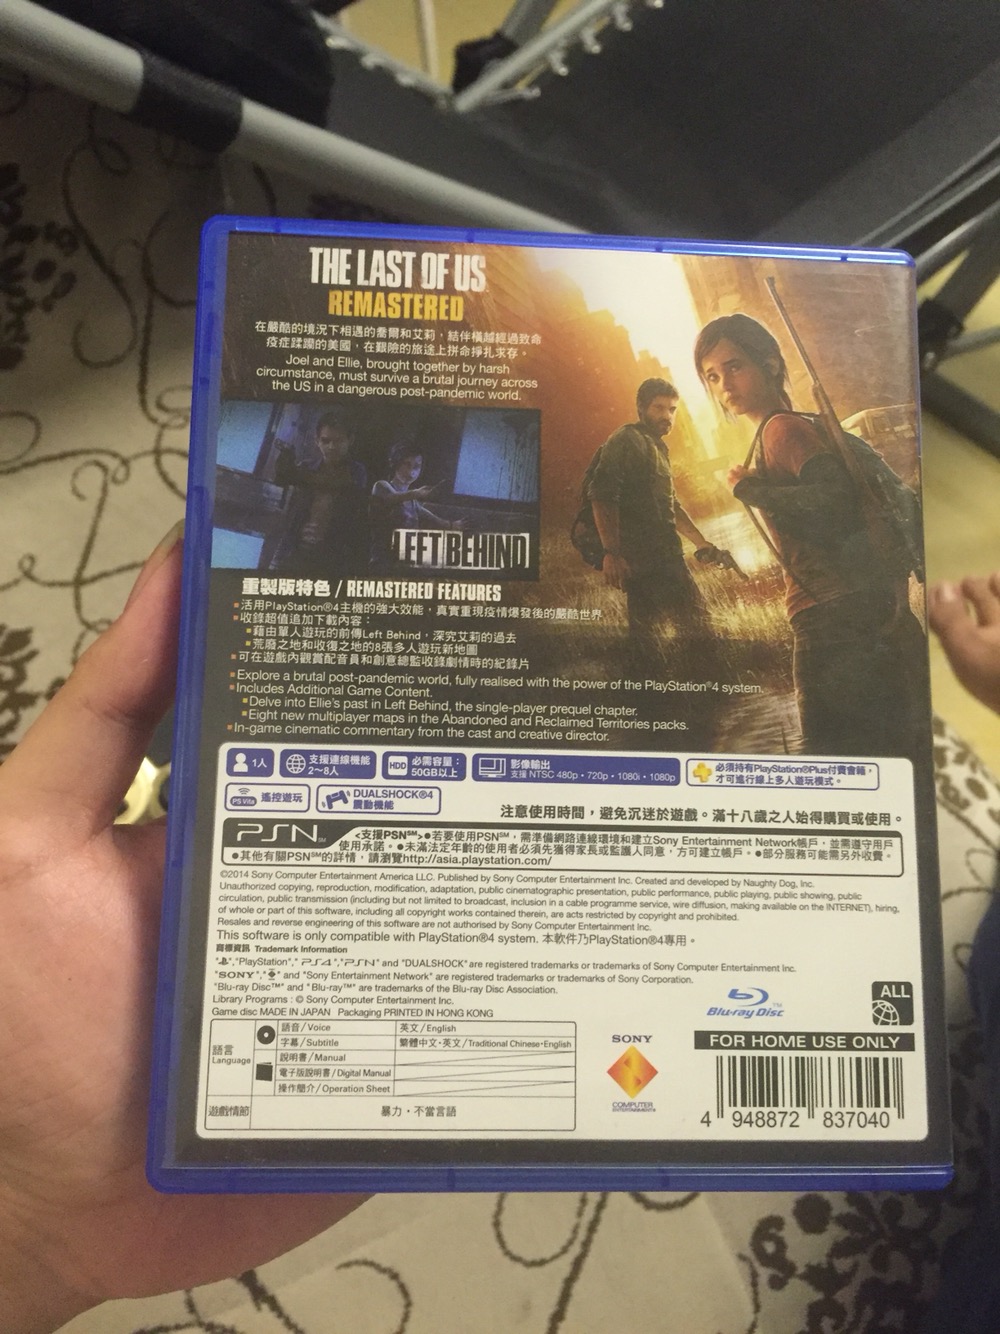 THE LAST OF US
REMASTERED
在嚴酷的境況下相遇的喬爾和艾莉，結伴橫越經過致命
疫症蹂躪的美國，在艱險的旅途上拼命掙扎求存。
Joel and Ellie, brought together by harsh
circumstance, must survive a brutal journey across
the US in a dangerous post-pandemic world.
LEFT BEHIND
重製版特色 / REMASTERED FEATURES
▪活用PlayStation®4主機的強大效能，真實重現疫情爆發後的嚴酷世界
▪收錄超值追加下載內容：
▪藉由單人遊玩的前傳Left Behind，深究艾莉的過去
▪荒廢之地和收復之地的8張多人遊玩新地圖
▪可在遊戲內觀賞配音員和創意總監收錄劇情時的紀錄片
▪Explore a brutal post-pandemic world, fully realised with the power of the PlayStation®4 system.
▪Includes Additional Game Content.
▪Delve into Ellie's past in Left Behind, the single-player prequel chapter.
▪Eight new multiplayer maps in the Abandoned and Reclaimed Territories packs.
▪In-game cinematic commentary from the cast and creative director.
1人
支援連線機能
2～8人
HDD 必需容量：
50GB以上
影像輸出
支援 NTSC 480p・720p・1080i・1080p
必須持有PlayStation®Plus付費會籍，
才可進行線上多人遊玩模式。
PS Vita 遙控遊玩
DUALSHOCK®4
震動機能
注意使用時間，避免沉迷於遊戲。滿十八歲之人始得購買或使用。
PSN℠ <支援PSN℠>●若要使用PSN℠，需準備網路連線環境和建立Sony Entertainment Network帳戶，並需遵守用戶
使用承諾。●未滿法定年齡的使用者必須先獲得家長或監護人同意，方可建立帳戶。●部分服務可能需另外收費。
●其他有關PSN℠的詳情，請瀏覽http://asia.playstation.com/
©2014 Sony Computer Entertainment America LLC. Published by Sony Computer Entertainment Inc. Created and developed by Naughty Dog, Inc.
Unauthorized copying, reproduction, modification, adaptation, public cinematographic presentation, public performance, public playing, public showing, public
circulation, public transmission (including but not limited to broadcast, inclusion in a cable programme service, wire diffusion, making available on the INTERNET), hiring,
of whole or part of this software, including all copyright works contained therein, are acts restricted by copyright and prohibited.
Resales and reverse engineering of this software are not authorised by Sony Computer Entertainment Inc.
This software is only compatible with PlayStation®4 system. 本軟件乃PlayStation®4專用。
商標資訊 Trademark Information
" ", "PlayStation", "PS4", "PSN" and "DUALSHOCK" are registered trademarks or trademarks of Sony Computer Entertainment Inc.
"SONY", " " and "Sony Entertainment Network" are registered trademarks or trademarks of Sony Corporation.
"Blu-ray Disc™" and "Blu-ray™" are trademarks of the Blu-ray Disc Association.
Library Programs : © Sony Computer Entertainment Inc.
Game disc MADE IN JAPAN Packaging PRINTED IN HONG KONG
語言
Language
語音/Voice 英文/English
字幕/Subtitle 繁體中文・英文/Traditional Chinese・English
說明書/Manual
電子版說明書/Digital Manual
操作簡介/Operation Sheet
遊戲情節 暴力・不當言語
SONY
COMPUTER
ENTERTAINMENT®
Blu-ray Disc™
ALL
FOR HOME USE ONLY
4 948872 837040